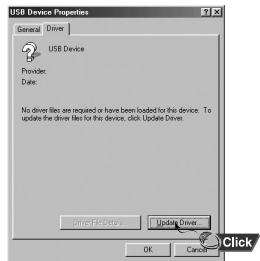 USB Device Properties
General
Driver
USB Device
Provider:
Date:
No driver files are required or have been loaded for this device. To
update the driver files for this device, click Update Driver.
Driver File Details...
Update Driver...
OK
Cancel
Click